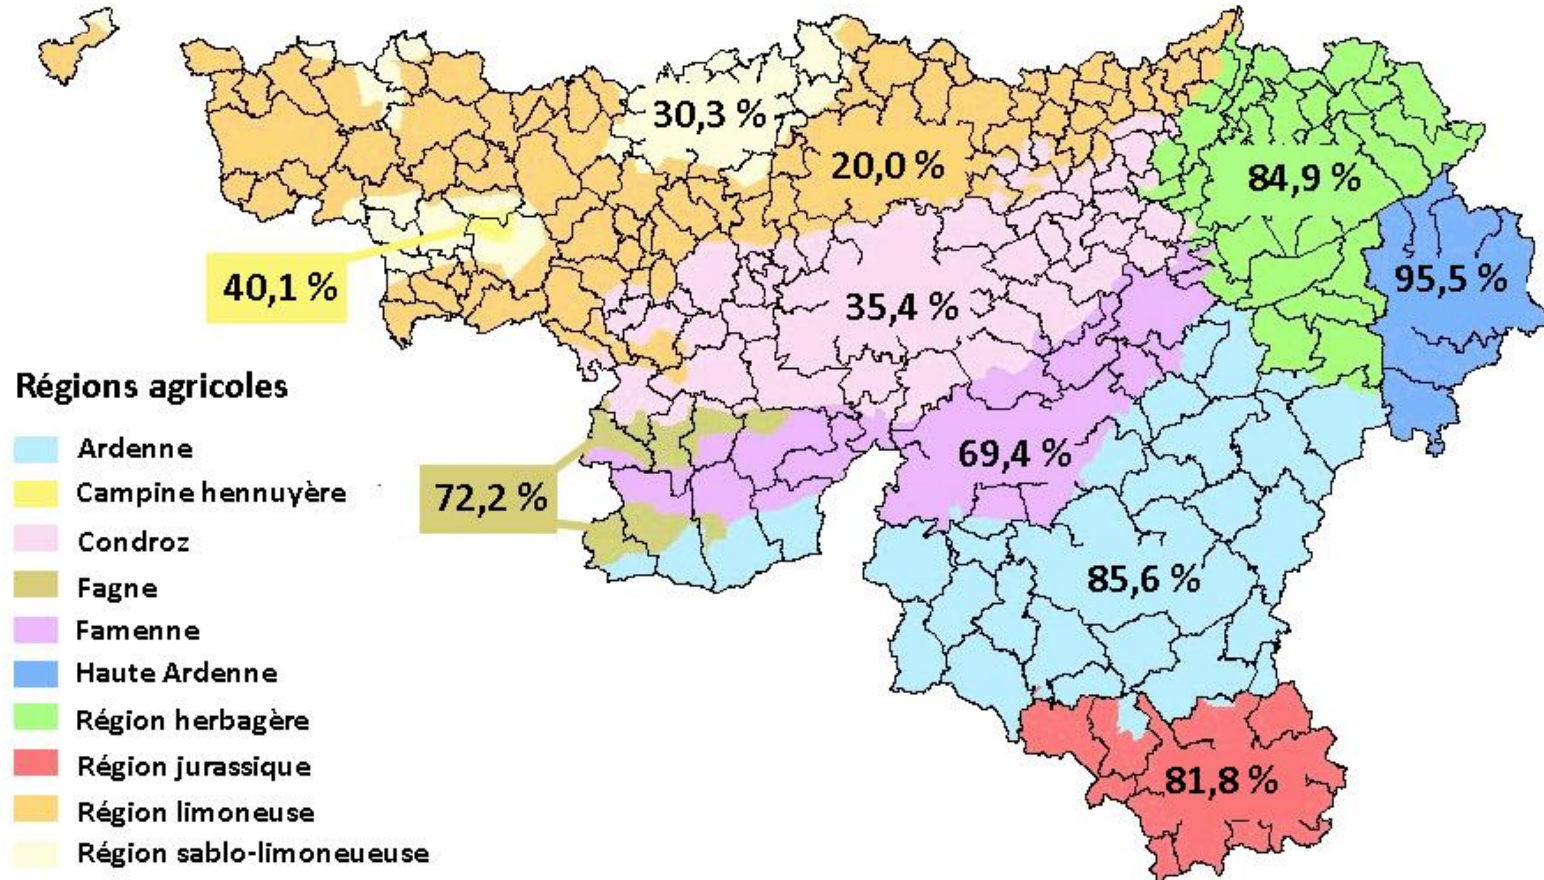 30,3 %
20,0 %
84,9 %
40,1 %
35,4 %
95,5 %
Régions agricoles
Ardenne
Campine hennuyère
Condroz
Fagne
Famenne
Haute Ardenne
Région herbagère
Région jurassique
Région limoneuse
Région sablo-limoneueuse
72,2 %
69,4 %
85,6 %
81,8 %